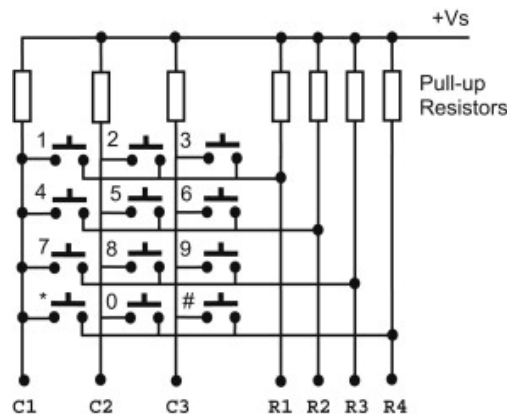 +Vs
Pull-up
Resistors
1 2 3
4 5 6
7 8 9
* 0 #
C1 C2 C3 R1 R2 R3 R4